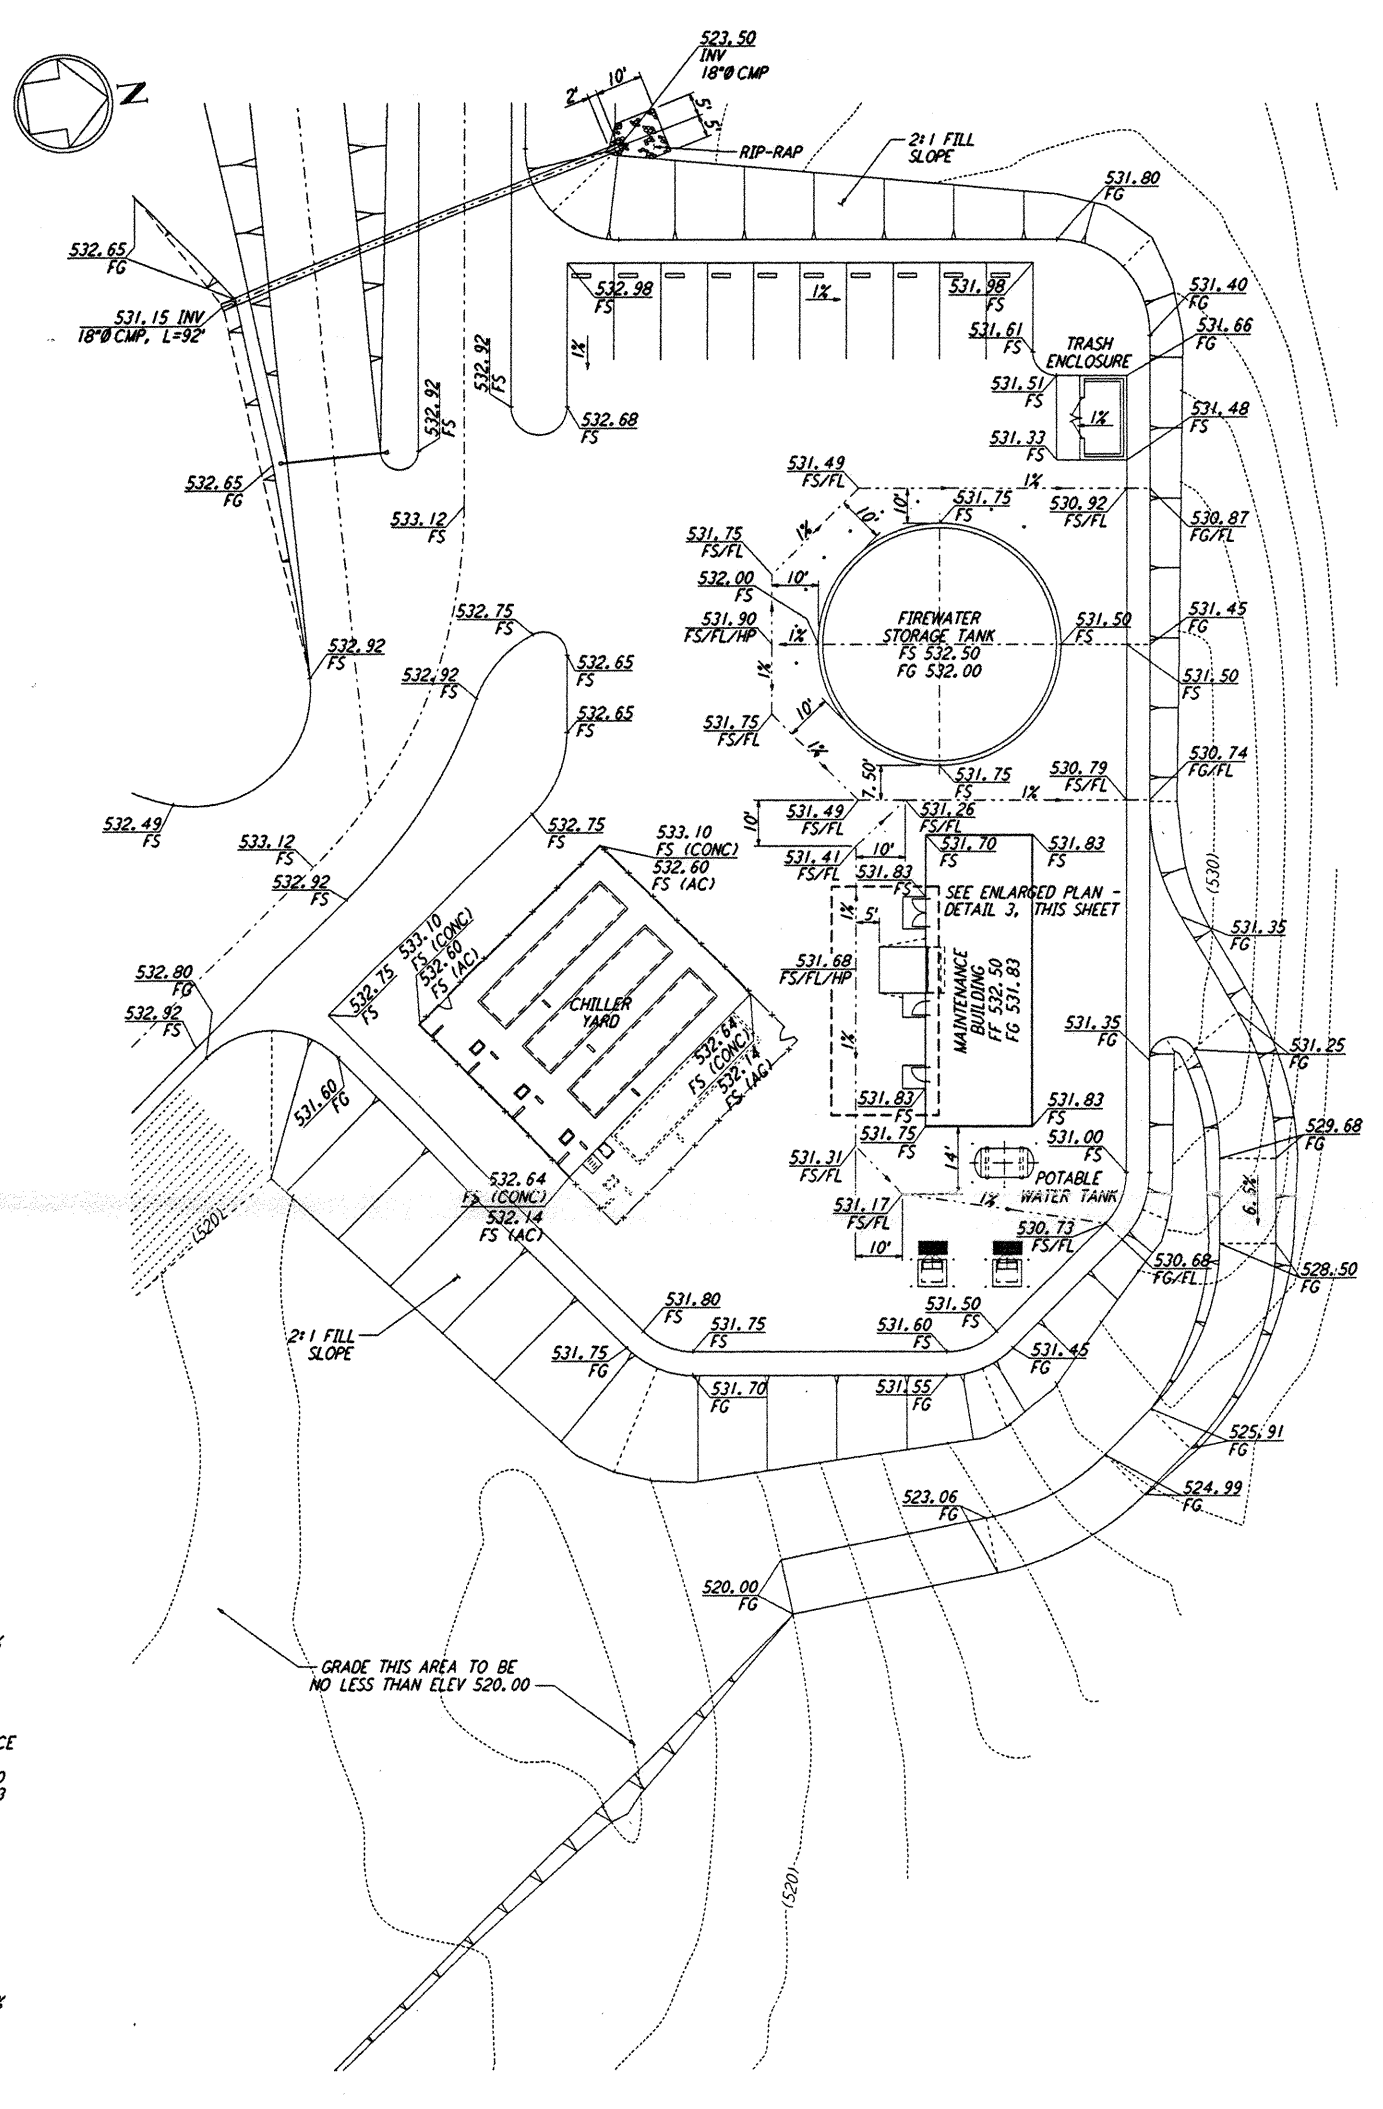 523.50
INV
18"Ø CMP
10'
2'
5'
5'
N
RIP-RAP
2:1 FILL
SLOPE
531.80
FG
532.65
FG
531.15 INV
18"Ø CMP, L=92'
532.98
FS
1%
531.98
FS
531.40
FG
531.66
FG
531.61
FS
TRASH
ENCLOSURE
1%
532.92
FS
532.92
FS
532.68
FS
531.51
FS
1%
531.48
FS
531.33
FS
532.65
FG
531.49
FS/FL
1%
10'
531.75
FS
530.92
FS/FL
530.87
FG/FL
533.12
FS
1%
10'
531.75
FS/FL
532.00
FS
10'
532.75
FS
531.90
FS/FL/HP
1%
FIREWATER
STORAGE TANK
FS 532.50
FG 532.00
531.50
FS
531.45
FG
532.92
FS
532.92
FS
532.65
FS
1%
531.50
FS
532.65
FS
531.75
FS/FL
10'
1%
7.50'
531.75
FS
530.79
FS/FL
530.74
FG/FL
1%
532.49
FS
532.75
FS
10'
531.49
FS/FL
531.26
FS/FL
533.12
FS
533.10
FS (CONC)
532.60
FS (AC)
531.41
FS/FL
10'
531.70
FS
531.83
FS
(530)
532.92
FS
531.83
FS
SEE ENLARGED PLAN -
DETAIL 3, THIS SHEET
1%
5'
533.10
FS (CONC)
532.60
FS (AC)
531.35
FG
532.80
FG
532.75
FS
531.68
FS/FL/HP
MAINTENANCE
BUILDING
FF 532.50
FG 531.83
532.92
FS
CHILLER
YARD
532.64
FS (CONC)
532.14
FS (AC)
1%
531.35
FG
531.25
FG
531.60
FG
531.83
FS
531.83
FS
531.75
FS
531.00
FS
529.68
FG
531.31
FS/FL
14'
POTABLE
WATER TANK
6.5%
532.64
FS (CONC)
532.14
FS (AC)
1%
531.17
FS/FL
530.73
FS/FL
(520)
10'
530.68
FG/FL
528.50
FG
531.80
FS
531.50
FS
2:1 FILL
SLOPE
531.75
FS
531.60
FS
531.75
FG
531.45
FG
531.70
FG
531.55
FG
525.91
FG
523.06
FG
524.99
FG
520.00
FG
GRADE THIS AREA TO BE
NO LESS THAN ELEV 520.00
CE
(520)